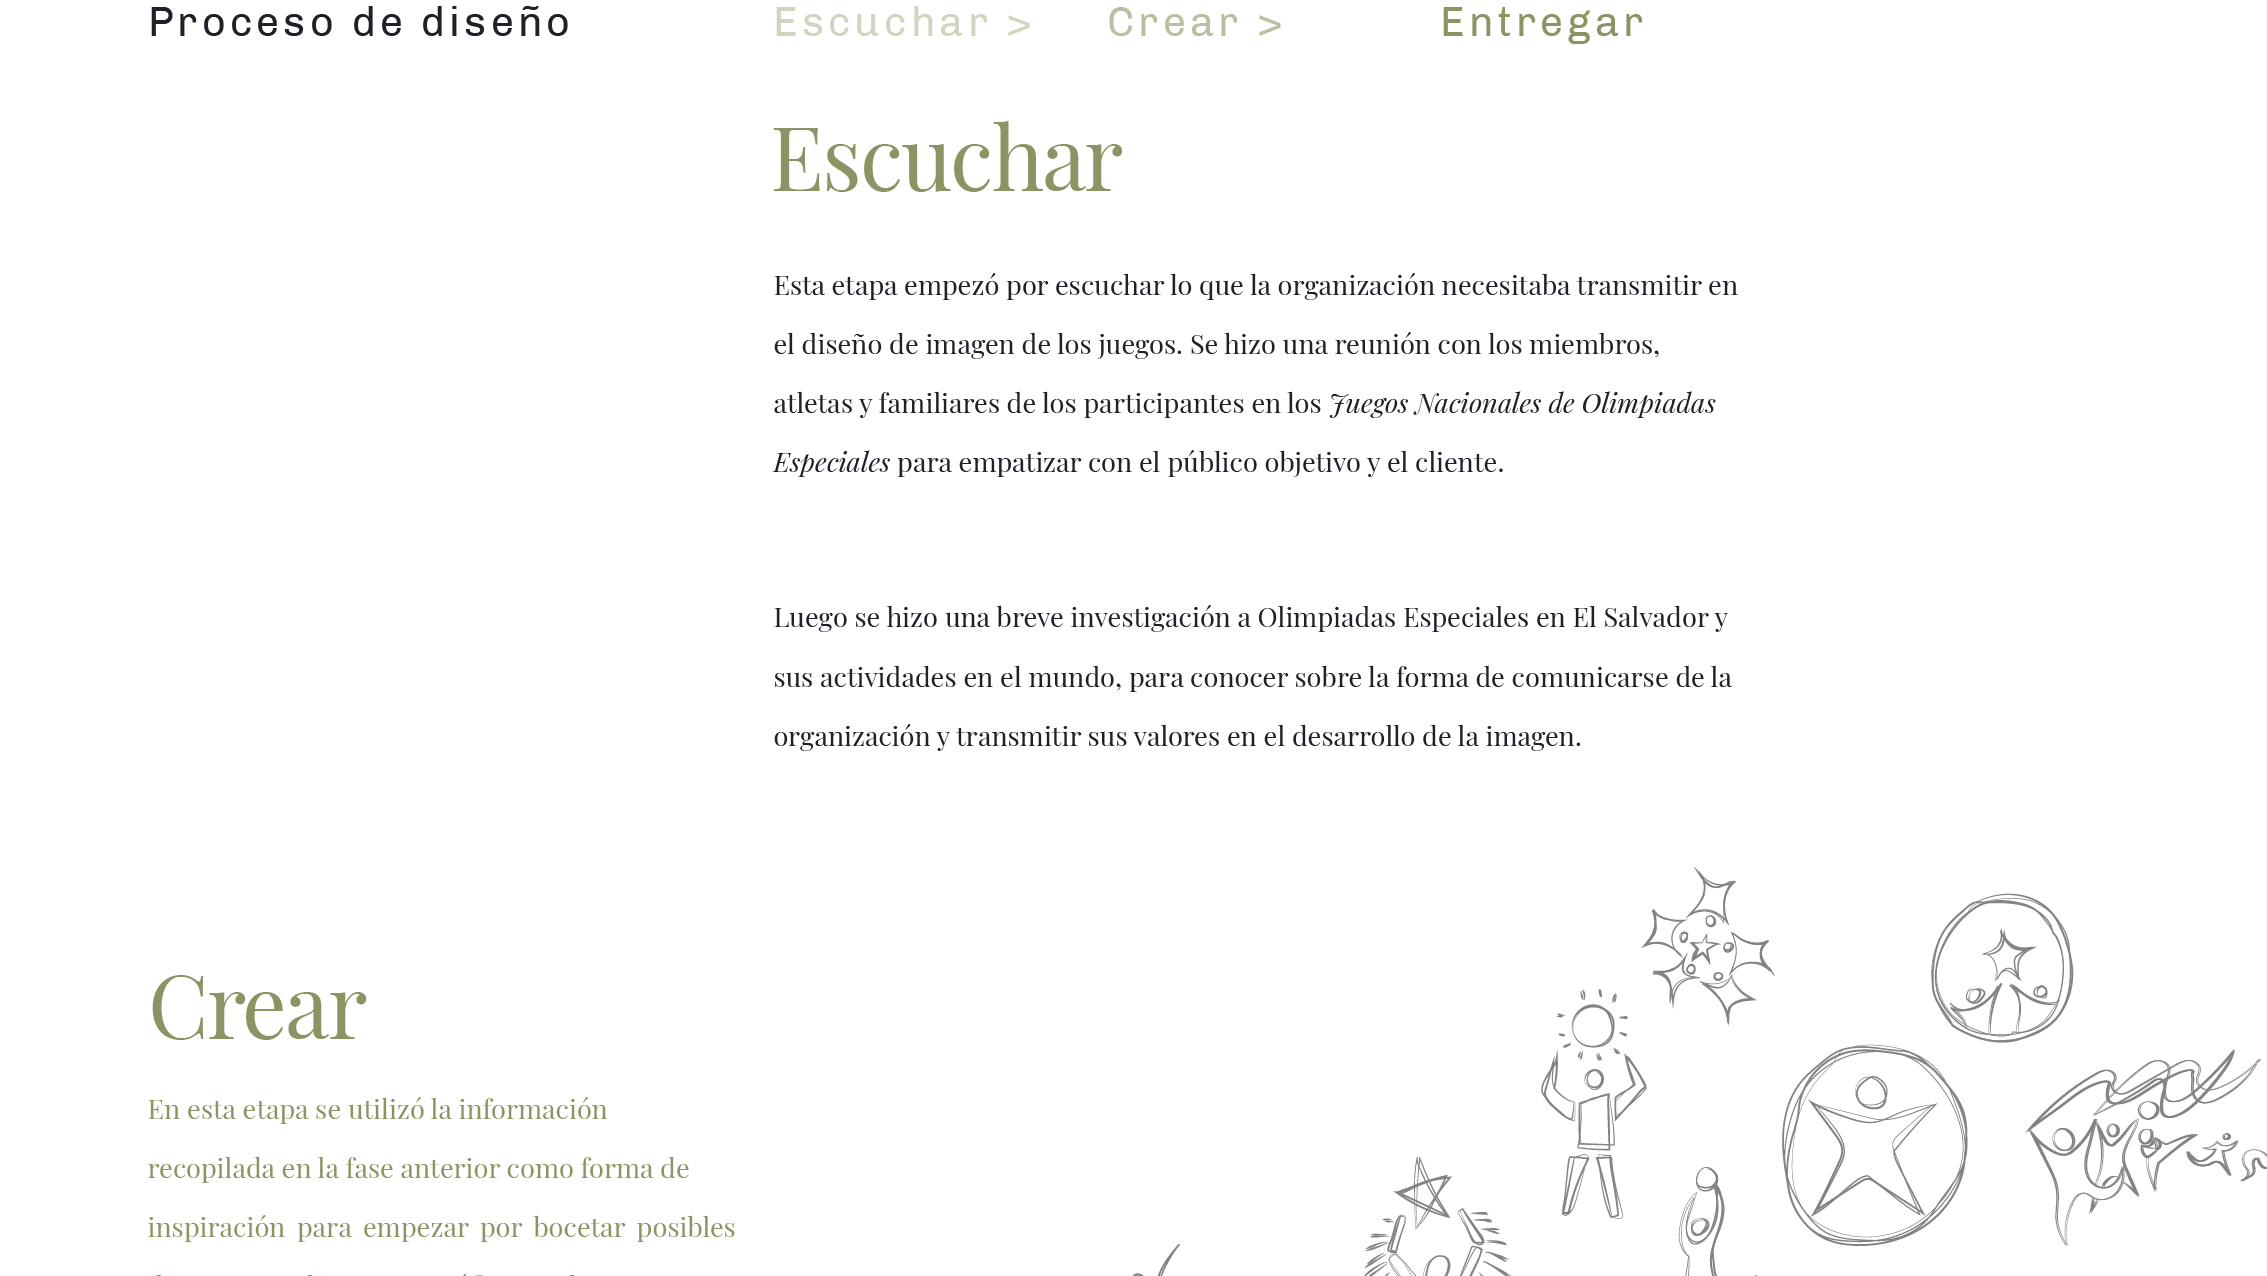 Proceso de diseño
Escuchar >
Crear >
Entregar
Escuchar
Esta etapa empezó por escuchar lo que la organización necesitaba transmitir en
el diseño de imagen de los juegos. Se hizo una reunión con los miembros,
atletas y familiares de los participantes en los Juegos Nacionales de Olimpiadas
Especiales para empatizar con el público objetivo y el cliente.
Luego se hizo una breve investigación a Olimpiadas Especiales en El Salvador y
sus actividades en el mundo, para conocer sobre la forma de comunicarse de la
organización y transmitir sus valores en el desarrollo de la imagen.
Crear
En esta etapa se utilizó la información
recopilada en la fase anterior como forma de
inspiración para empezar por bocetar posibles